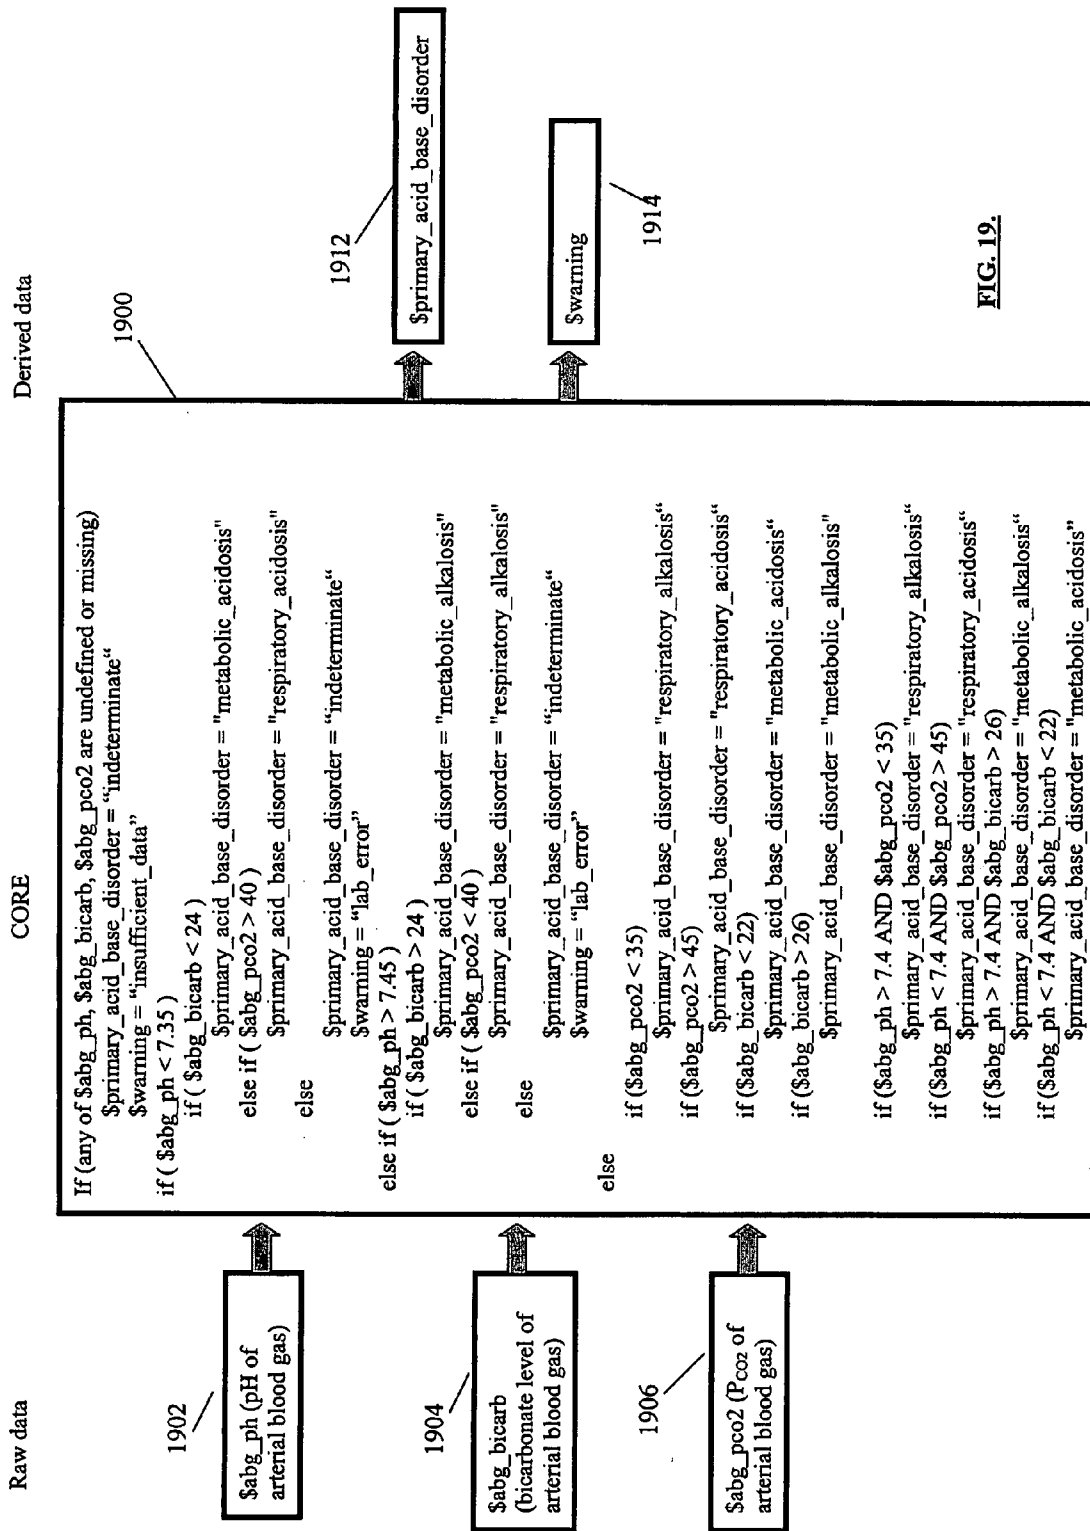 Raw data
CORE
Derived data
1902
$abg_ph (pH of
arterial blood gas)
1904
$abg_bicarb
(bicarbonate level of
arterial blood gas)
1906
$abg_pco2 (PCO2 of
arterial blood gas)
1900
If (any of $abg_ph, $abg_bicarb, $abg_pco2 are undefined or missing)
$primary_acid_base_disorder = “indeterminate“
$warning = “insufficient_data”
if ( $abg_ph < 7.35 )
if ( $abg_bicarb < 24)
$primary_acid_base_disorder = "metabolic_acidosis"
else if ( $abg_pco2 > 40 )
$primary_acid_base_disorder = "respiratory_acidosis"
else
$primary_acid_base_disorder = “indeterminate“
$warning = “lab_error”
else if ( $abg_ph > 7.45 )
if ( $abg_bicarb > 24 )
$primary_acid_base_disorder = "metabolic_alkalosis"
else if ( $abg_pco2 < 40 )
$primary_acid_base_disorder = "respiratory_alkalosis"
else
$primary_acid_base_disorder = “indeterminate“
$warning = “lab_error”
else
if ($abg_pco2 < 35)
$primary_acid_base_disorder = "respiratory_alkalosis“
if ($abg_pco2 > 45)
$primary_acid_base_disorder = "respiratory_acidosis“
if ($abg_bicarb < 22)
$primary_acid_base_disorder = "metabolic_acidosis“
if ($abg_bicarb > 26)
$primary_acid_base_disorder = "metabolic_alkalosis"
if ($abg_ph > 7.4 AND $abg_pco2 < 35)
$primary_acid_base_disorder = "respiratory_alkalosis“
if ($abg_ph < 7.4 AND $abg_pco2 > 45)
$primary_acid_base_disorder = "respiratory_acidosis“
if ($abg_ph > 7.4 AND $abg_bicarb > 26)
$primary_acid_base_disorder = "metabolic_alkalosis“
if ($abg_ph < 7.4 AND $abg_bicarb < 22)
$primary_acid_base_disorder = "metabolic_acidosis"
1912
$primary_acid_base_disorder
$warning
1914
FIG. 19.